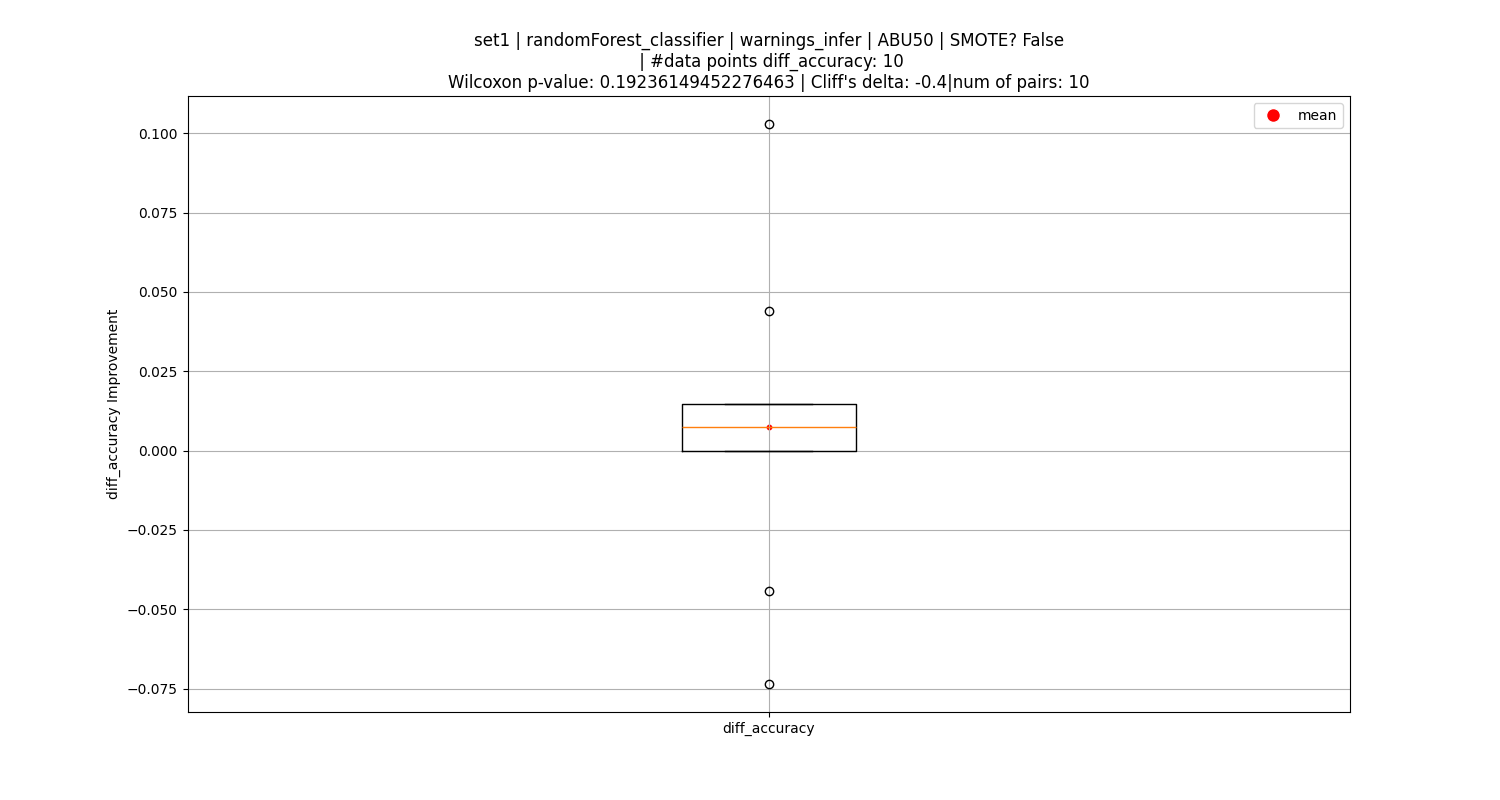 set1 | randomForest_classifier | warnings_infer | ABU50 | SMOTE? False
| #data points diff_accuracy: 10
Wilcoxon p-value: 0.19236149452276463 | Cliff's delta: -0.4|num of pairs: 10
mean
0.100
0.075
0.050
0.025
0.000
−0.025
−0.050
−0.075
diff_accuracy Improvement
diff_accuracy